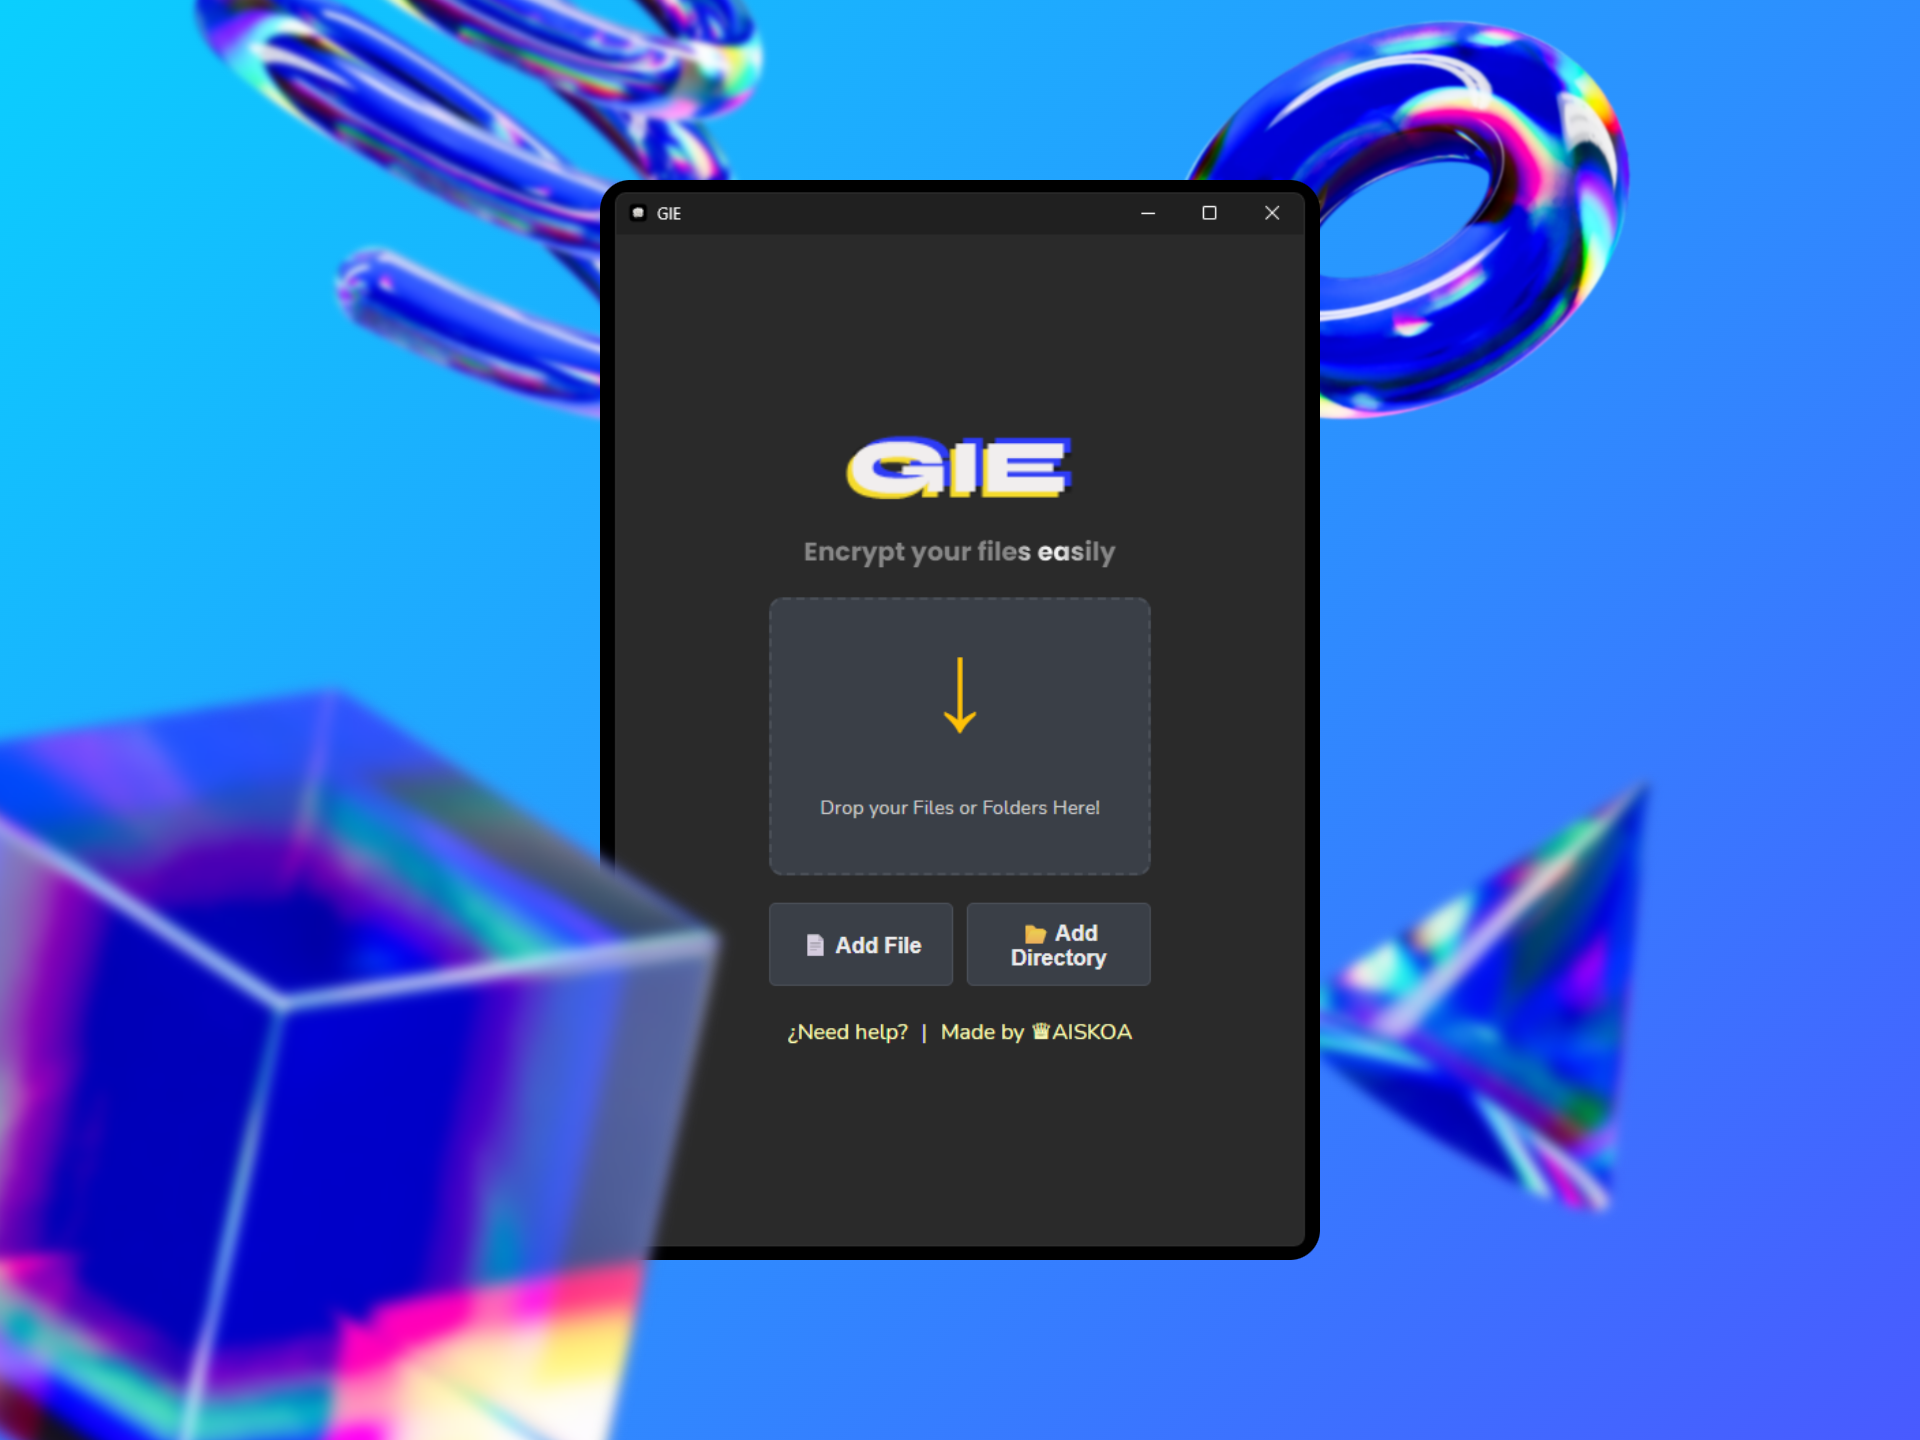 GIE
GIE
Encrypt your files easily
Drop your Files or Folders Here!
Add File
Add
Directory
¿Need help? | Made by ♛AISKOA